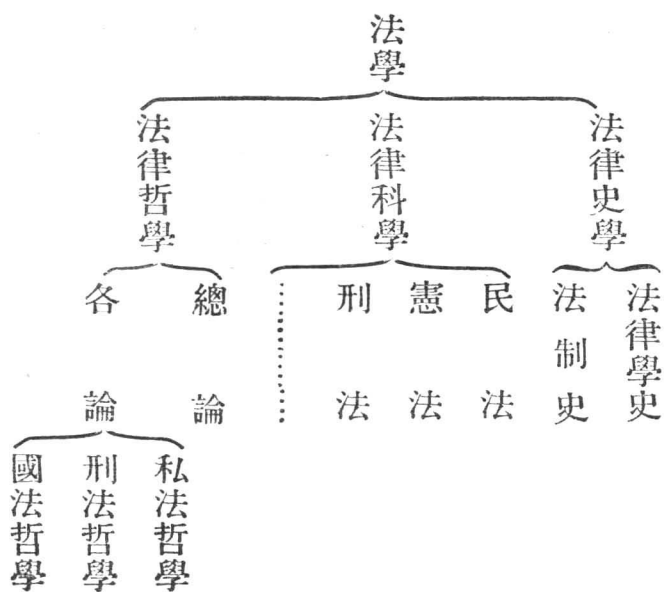 法學
法律史學
法律科學
法律哲學
法律學史
法制史
民法
憲法
刑法
…………
總論
各論
私法哲學
刑法哲學
國法哲學